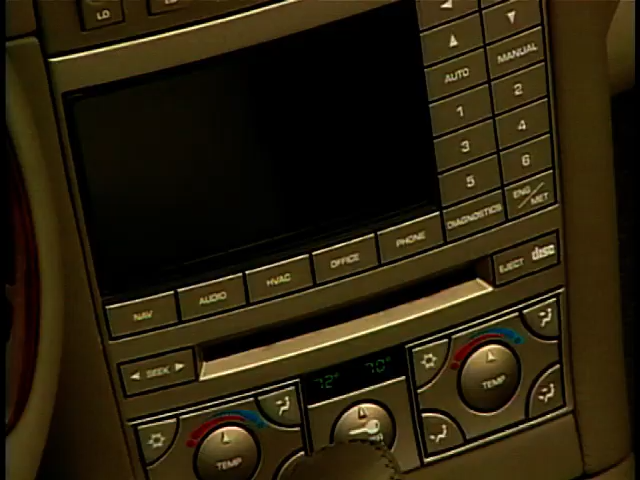 LO
AUTO MANUAL
1 2
3 4
5 6
DIAGNOSTICS ENG/MET
NAV AUDIO HVAC OFFICE PHONE
EJECT disc
SEEK
72° 70°
TEMP
TEMP